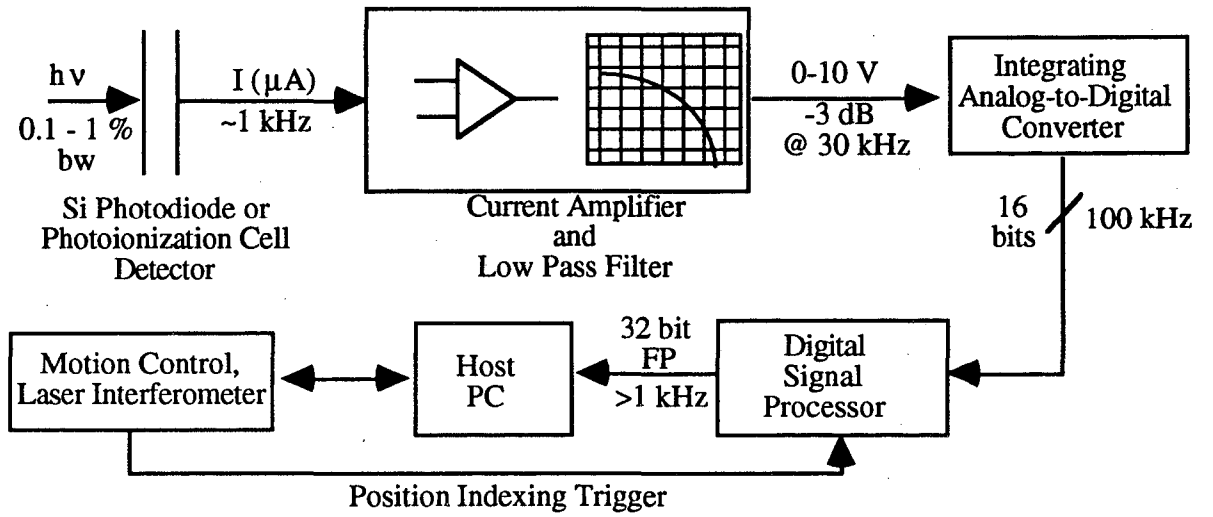 hν
0.1 - 1 %
bw
I (μA)
~1 kHz
Si Photodiode or
Photoionization Cell
Detector
Current Amplifier
and
Low Pass Filter
0-10 V
-3 dB
@ 30 kHz
Integrating
Analog-to-Digital
Converter
16
bits
100 kHz
Motion Control,
Laser Interferometer
Host
PC
32 bit
FP
>1 kHz
Digital
Signal
Processor
Position Indexing Trigger